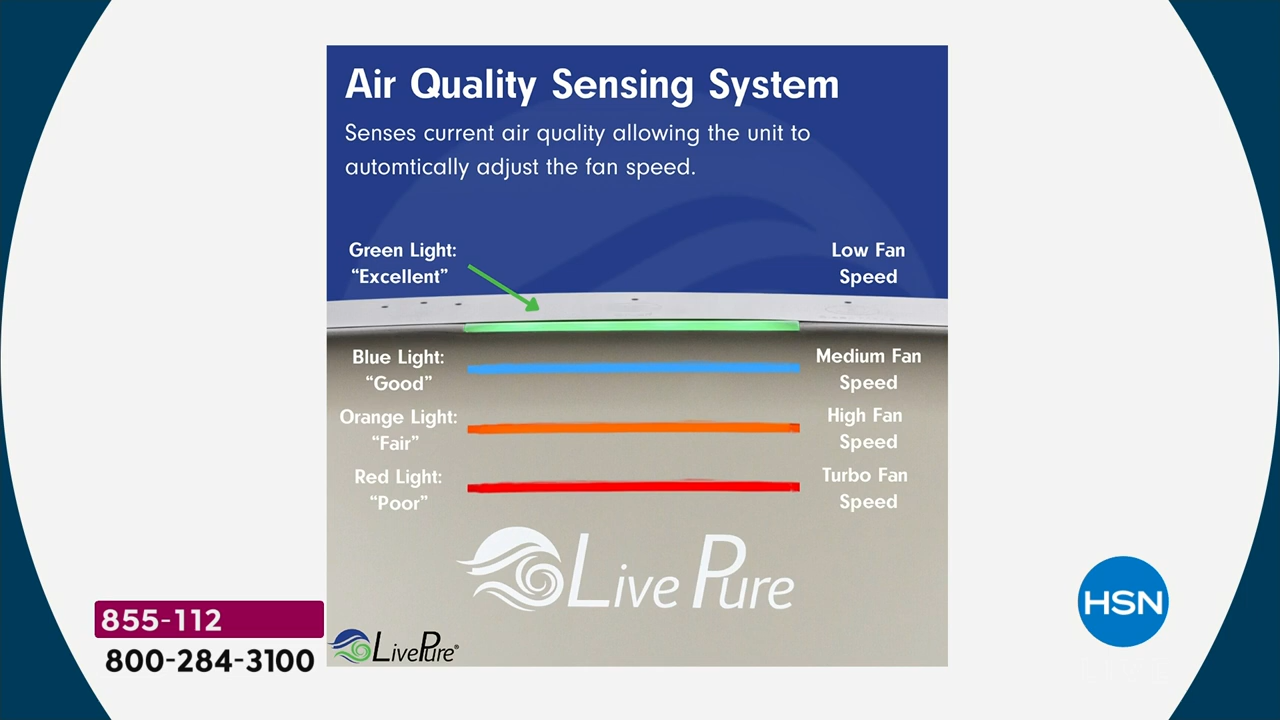 Air Quality Sensing System
Senses current air quality allowing the unit to
automtically adjust the fan speed.
Green Light:
“Excellent”
Low Fan
Speed
Blue Light:
“Good”
Medium Fan
Speed
Orange Light:
“Fair”
High Fan
Speed
Red Light:
“Poor”
Turbo Fan
Speed
Live Pure
LivePure®
855-112
800-284-3100
HSN
LIVE